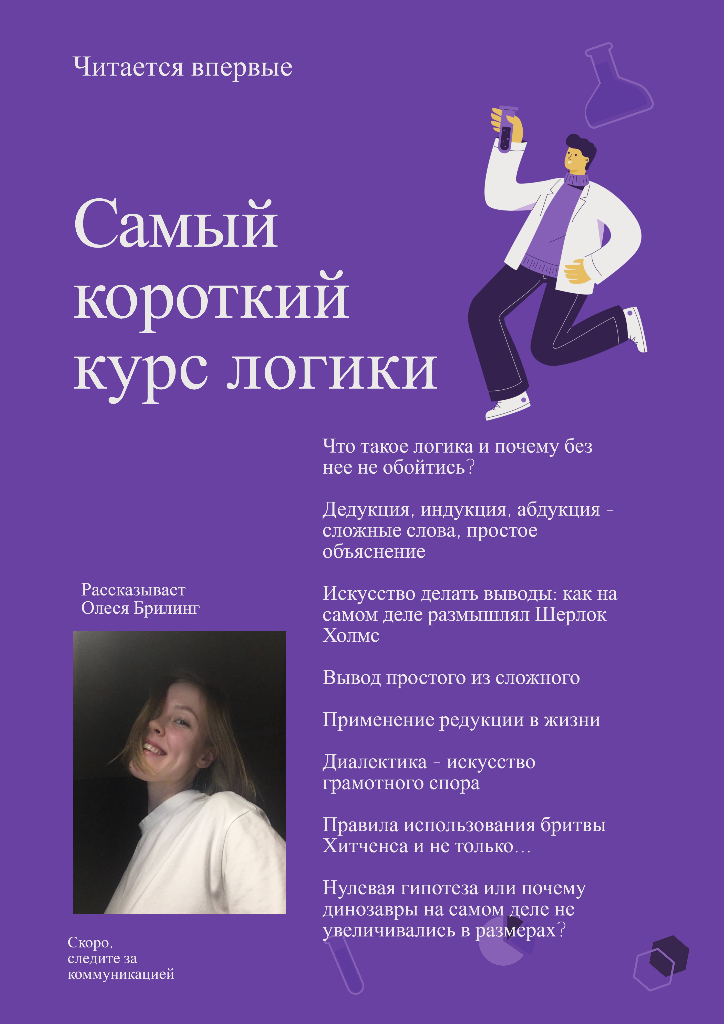 Читается впервые
Самый
короткий
курс логики
Что такое логика и почему без
нее не обойтись?
Дедукция, индукция, абдукция -
сложные слова, простое
объяснение
Искусство делать выводы: как на
самом деле размышлял Шерлок
Холмс
Вывод простого из сложного
Применение редукции в жизни
Диалектика - искусство
грамотного спора
Правила использования бритвы
Хитченса и не только...
Нулевая гипотеза или почему
динозавры на самом деле не
увеличивались в размерах?
Рассказывает
Олеся Брилинг
Скоро,
следите за
коммуникацией